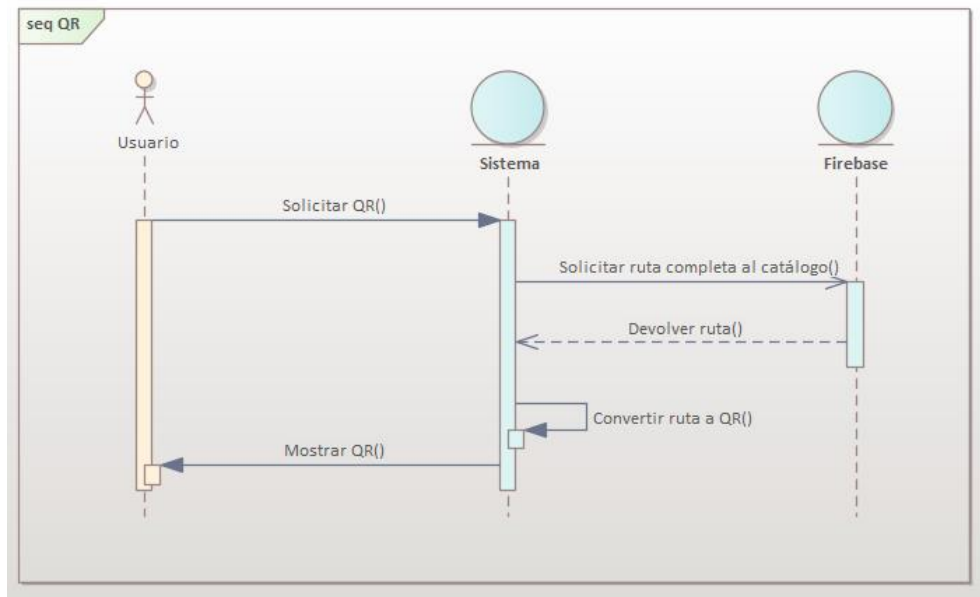 seq QR
Usuario
Sistema
Firebase
Solicitar QR()
Solicitar ruta completa al catálogo()
Devolver ruta()
Convertir ruta a QR()
Mostrar QR()